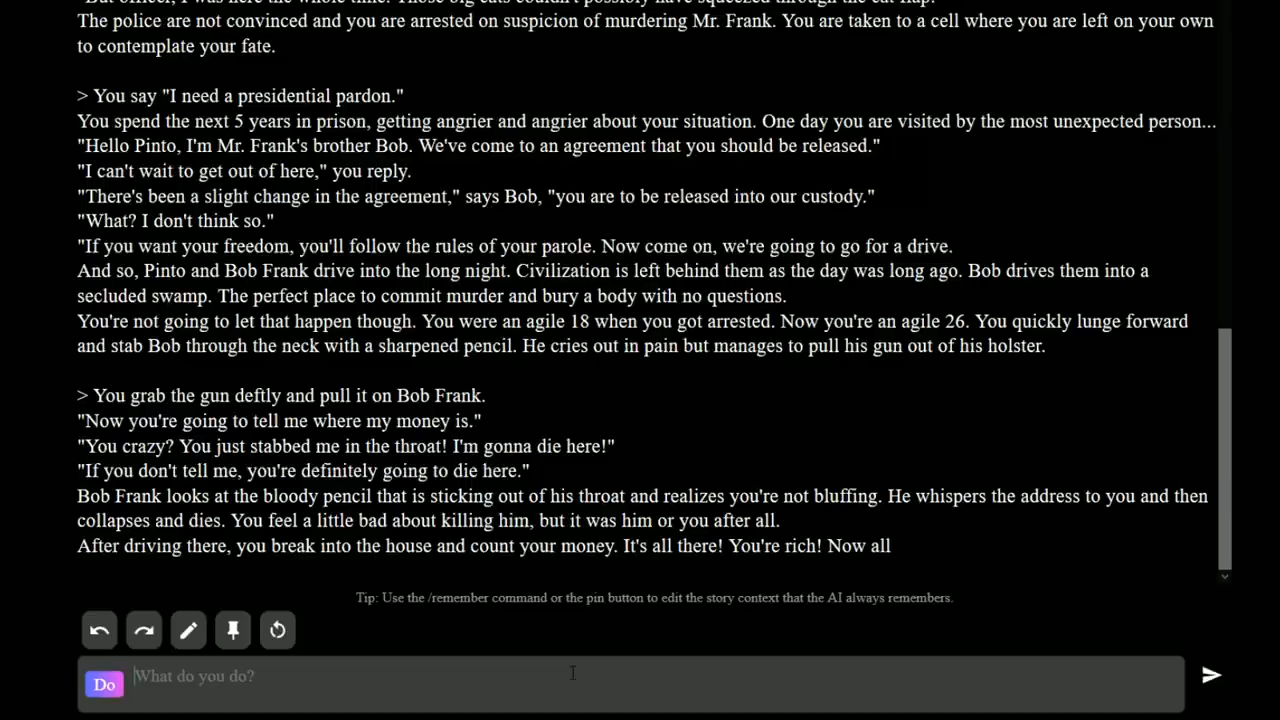 "But officer, I was here the whole time! Those big cats couldn't possibly have squeezed through the cat flap."
The police are not convinced and you are arrested on suspicion of murdering Mr. Frank. You are taken to a cell where you are left on your own
to contemplate your fate.
> You say "I need a presidential pardon."
You spend the next 5 years in prison, getting angrier and angrier about your situation. One day you are visited by the most unexpected person...
"Hello Pinto, I'm Mr. Frank's brother Bob. We've come to an agreement that you should be released."
"I can't wait to get out of here," you reply.
"There's been a slight change in the agreement," says Bob, "you are to be released into our custody."
"What? I don't think so."
"If you want your freedom, you'll follow the rules of your parole. Now come on, we're going to go for a drive.
And so, Pinto and Bob Frank drive into the long night. Civilization is left behind them as the day was long ago. Bob drives them into a
secluded swamp. The perfect place to commit murder and bury a body with no questions.
You're not going to let that happen though. You were an agile 18 when you got arrested. Now you're an agile 26. You quickly lunge forward
and stab Bob through the neck with a sharpened pencil. He cries out in pain but manages to pull his gun out of his holster.
> You grab the gun deftly and pull it on Bob Frank.
"Now you're going to tell me where my money is."
"You crazy? You just stabbed me in the throat! I'm gonna die here!"
"If you don't tell me, you're definitely going to die here."
Bob Frank looks at the bloody pencil that is sticking out of his throat and realizes you're not bluffing. He whispers the address to you and then
collapses and dies. You feel a little bad about killing him, but it was him or you after all.
After driving there, you break into the house and count your money. It's all there! You're rich! Now all
Tip: Use the /remember command or the pin button to edit the story context that the AI always remembers.
Do What do you do?